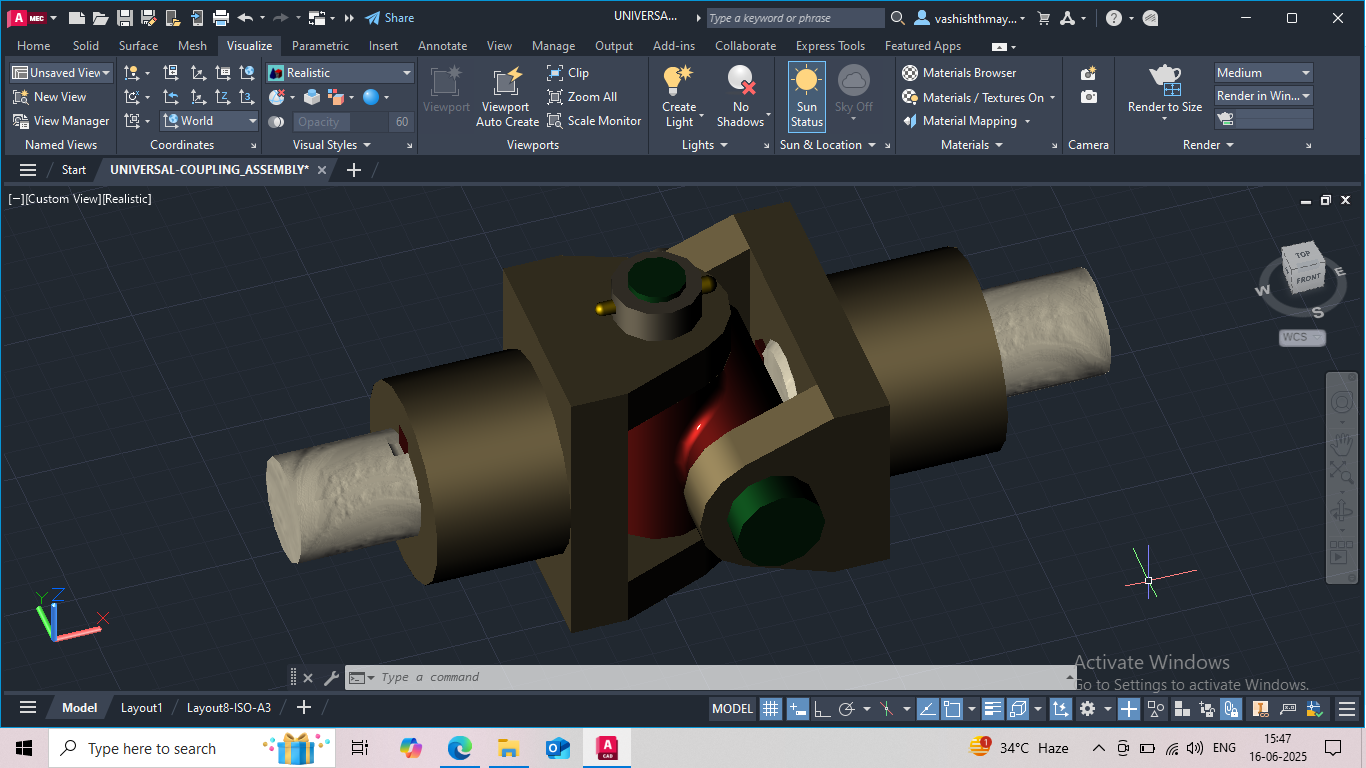 A MEC Share UNIVERSA... Type a keyword or phrase vashishthmay...
Home Solid Surface Mesh Visualize Parametric Insert Annotate View Manage Output Add-ins Collaborate Express Tools Featured Apps
Unsaved View
New View
View Manager
Named Views
World
Coordinates
Realistic
Opacity 60
Visual Styles
Viewport
Viewport Auto Create
Clip
Zoom All
Scale Monitor
Viewports
Create Light
No Shadows
Lights
Sun Status
Sky Off
Sun & Location
Materials Browser
Materials / Textures On
Material Mapping
Materials
Camera
Render to Size
Medium
Render in Win...
Render
Start UNIVERSAL-COUPLING_ASSEMBLY*
[−][Custom View][Realistic]
TOP
FRONT
W
E
S
WCS
Y Z X
Type a command
Activate Windows
Go to Settings to activate Windows.
Model Layout1 Layout8-ISO-A3
MODEL
Type here to search
A
CAD
1
34°C Haze
ENG
15:47
16-06-2025